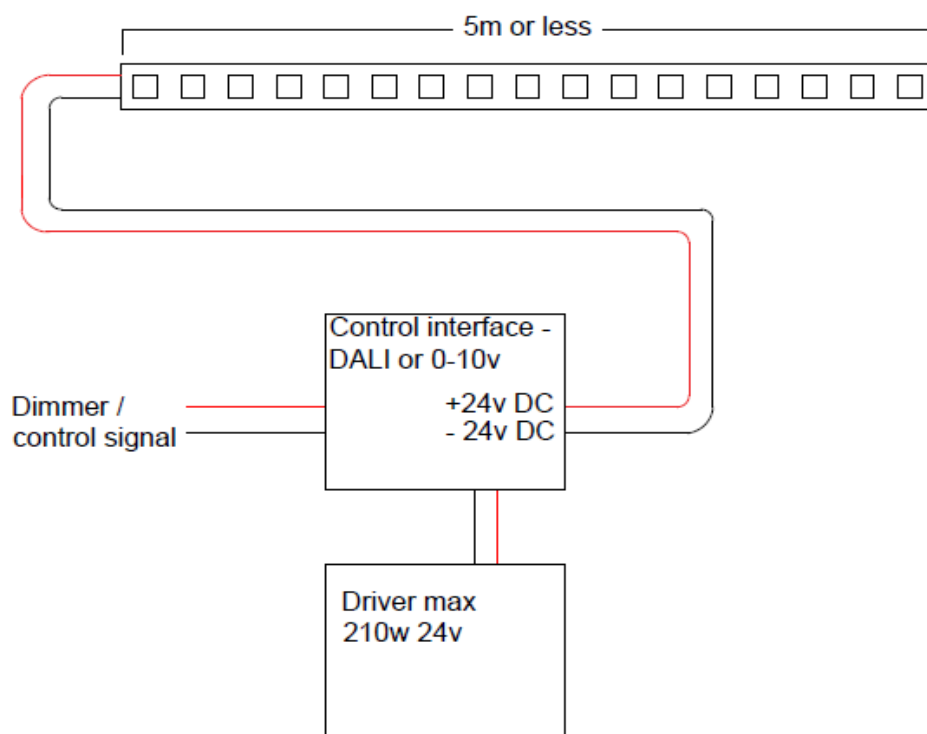 5m or less
Control interface -
DALI or 0-10v
+24v DC
- 24v DC
Dimmer /
control signal
Driver max
210w 24v